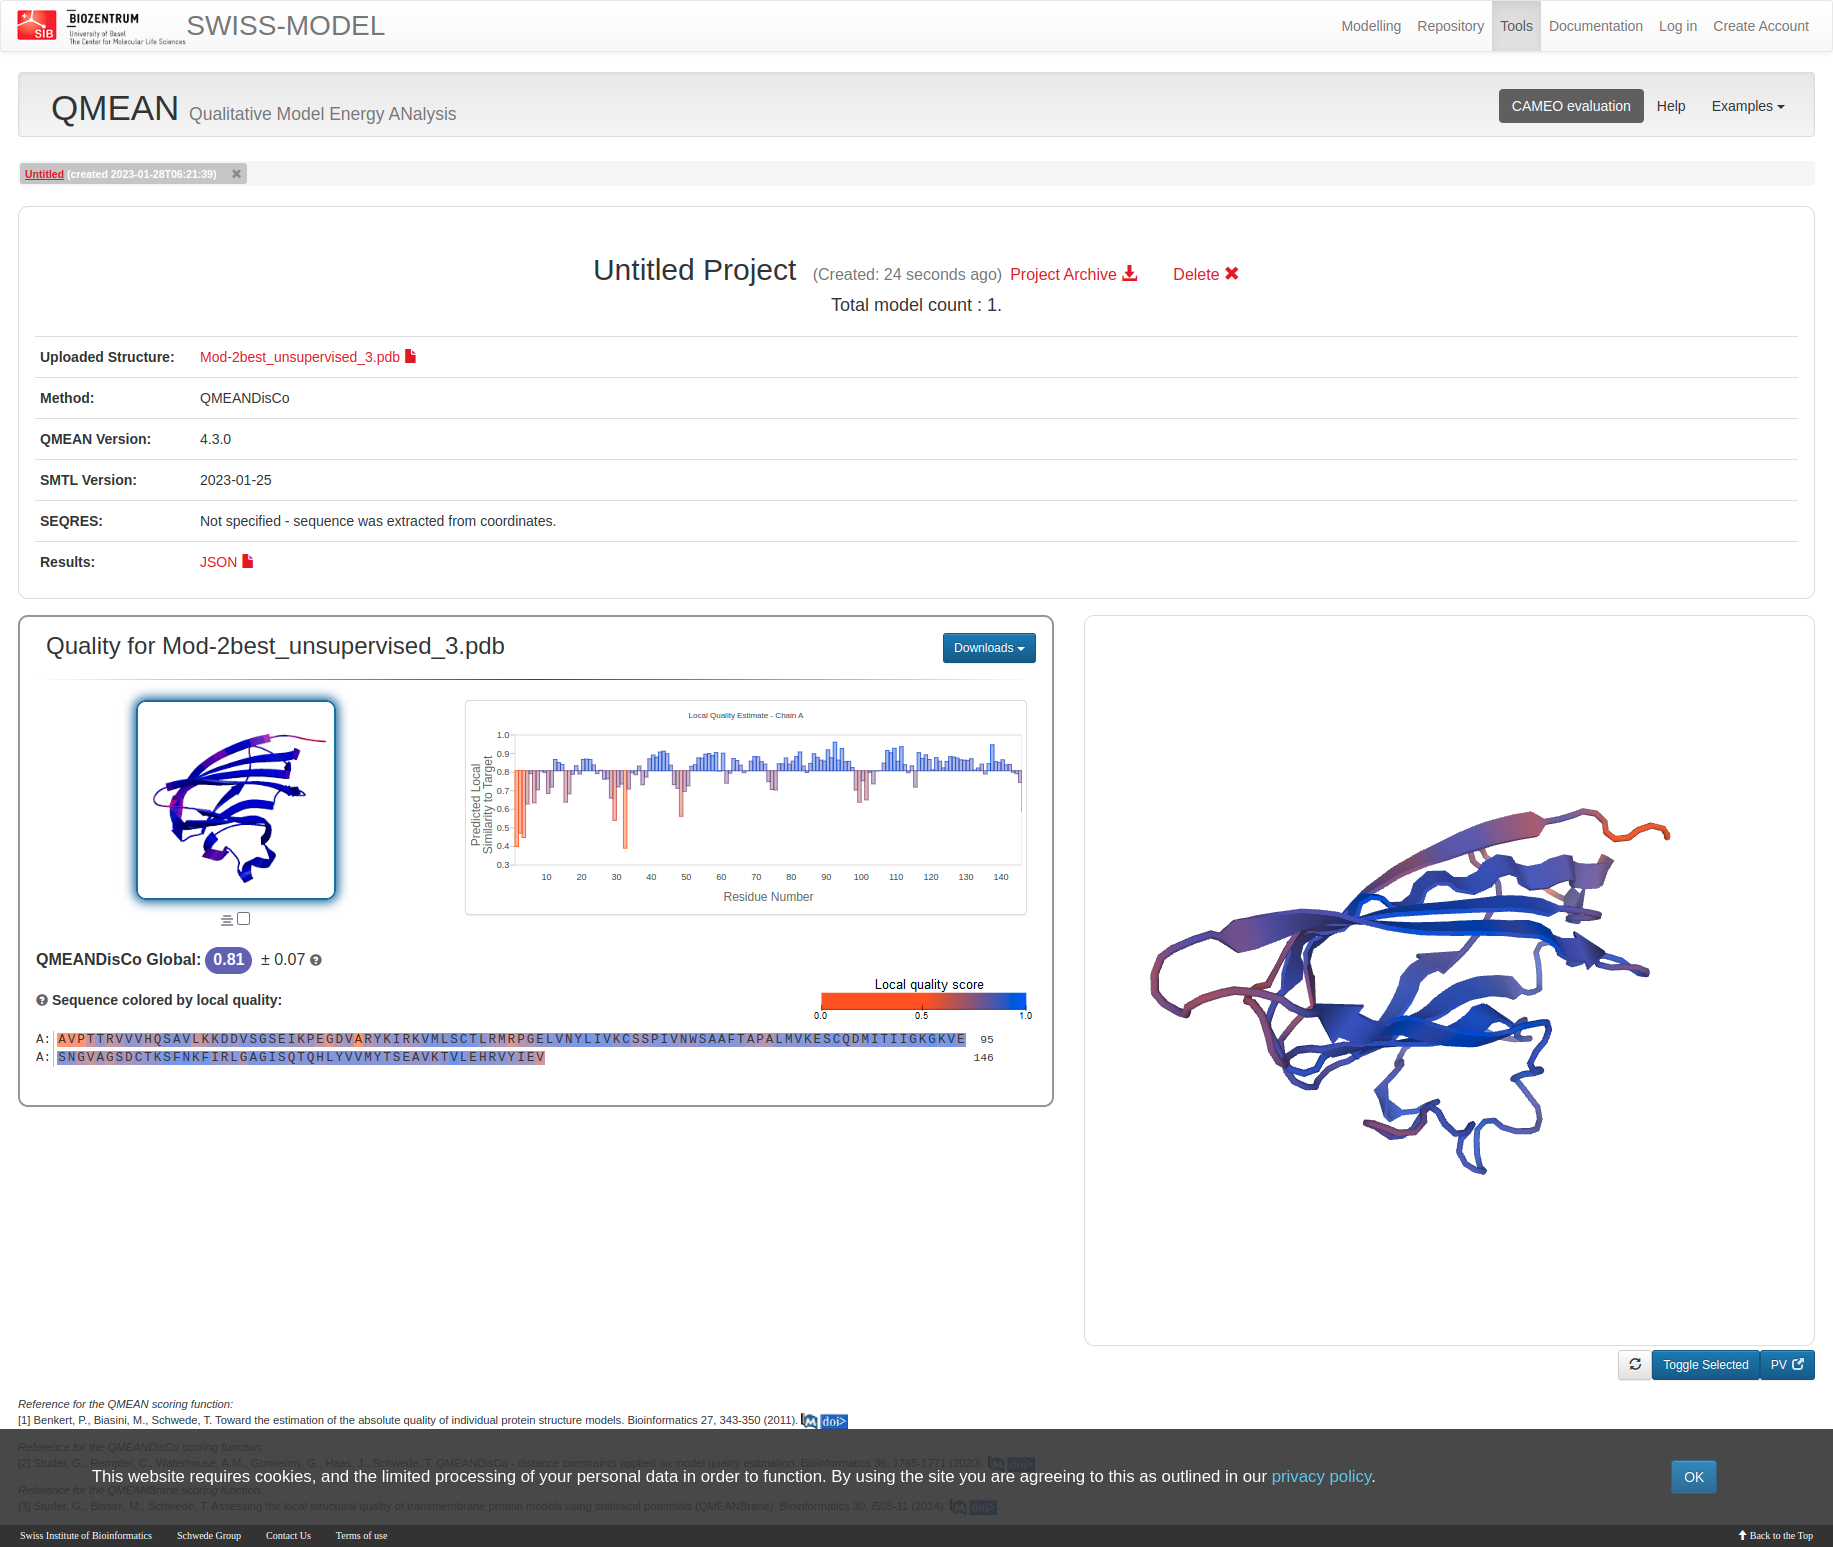 SIB
BIOZENTRUM
University of Basel
The Center for Molecular Life Sciences
SWISS-MODEL
Modelling Repository Tools Documentation Log in Create Account
QMEAN Qualitative Model Energy ANalysis
CAMEO evaluation Help Examples
Untitled (created 2023-01-28T06:21:39)
Untitled Project (Created: 24 seconds ago) Project Archive Delete
Total model count : 1.
Uploaded Structure: Mod-2best_unsupervised_3.pdb
Method: QMEANDisCo
QMEAN Version: 4.3.0
SMTL Version: 2023-01-25
SEQRES: Not specified - sequence was extracted from coordinates.
Results: JSON
Quality for Mod-2best_unsupervised_3.pdb
Downloads
Local Quality Estimate - Chain A
Predicted Local
Similarity to Target
1.0
0.9
0.8
0.7
0.6
0.5
0.4
0.3
10 20 30 40 50 60 70 80 90 100 110 120 130 140
Residue Number
QMEANDisCo Global: 0.81 ± 0.07
Sequence colored by local quality:
Local quality score
0.0 0.5 1.0
A: AVPTTRVVVHQSAVLKKDDVSGSEIKPEGDVARYKIRKVMLSCTLRMRPGELVNYLIVKCSSPIVNWSAAFTAPALMVKESCQDMITIIGKGKVE 95
A: SNGVAGSDCTKSFNKFIRLGAGISQTQHLYVVMYTSEAVKTVLEHRVYIEV 146
Toggle Selected
PV
Reference for the QMEAN scoring function:
[1] Benkert, P., Biasini, M., Schwede, T. Toward the estimation of the absolute quality of individual protein structure models. Bioinformatics 27, 343-350 (2011). doi>
Reference for the QMEANDisCo scoring function:
[2] Studer, G., Rempfer, C., Waterhouse, A.M., Gumienny, G., Haas, J., Schwede, T. QMEANDisCo - distance constraints applied on model quality estimation. Bioinformatics 36, 1765-1771 (2020). doi>
This website requires cookies, and the limited processing of your personal data in order to function. By using the site you are agreeing to this as outlined in our privacy policy.
OK
Reference for the QMEANBrane scoring function:
[3] Studer, G., Biasini, M., Schwede, T. Assessing the local structural quality of transmembrane protein models using statistical potentials (QMEANBrane). Bioinformatics 30, i505-11 (2014). doi>
Swiss Institute of Bioinformatics Schwede Group Contact Us Terms of use
Back to the Top